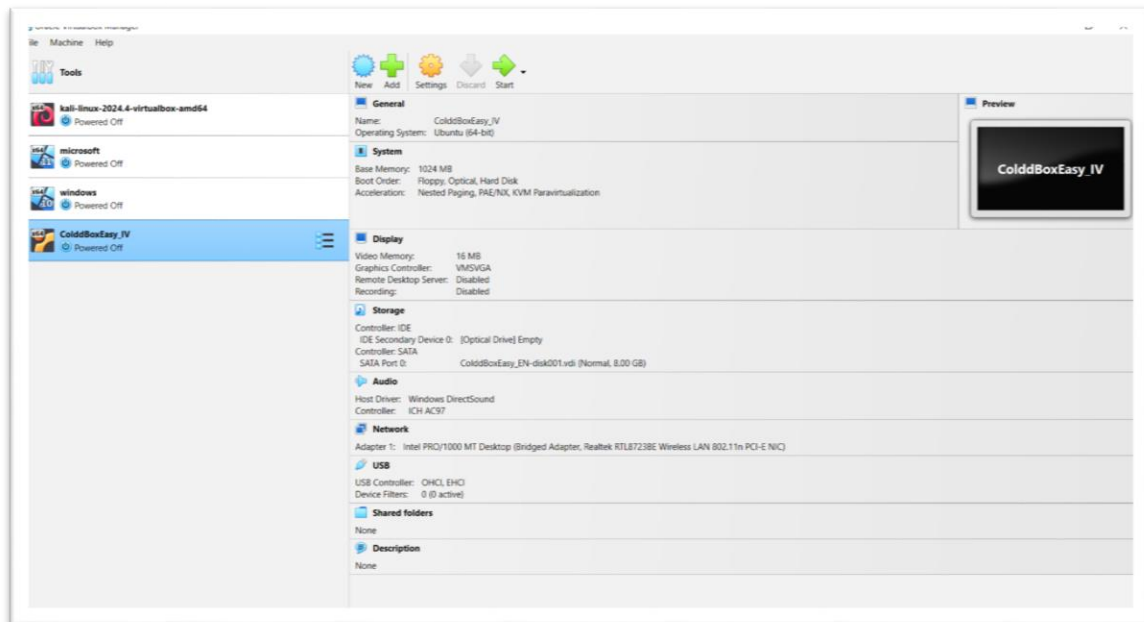 ile Machine Help
Tools
kali-linux-2024.4-virtualbox-amd64
Powered Off
microsoft
Powered Off
windows
Powered Off
ColddBoxEasy_IV
Powered Off
New Add Settings Discard Start
General
Name: ColddBoxEasy_IV
Operating System: Ubuntu (64-bit)
System
Base Memory: 1024 MB
Boot Order: Floppy, Optical, Hard Disk
Acceleration: Nested Paging, PAE/NX, KVM Paravirtualization
Preview
ColddBoxEasy_IV
Display
Video Memory: 16 MB
Graphics Controller: VMSVGA
Remote Desktop Server: Disabled
Recording: Disabled
Storage
Controller: IDE
IDE Secondary Device 0: [Optical Drive] Empty
Controller: SATA
SATA Port 0: ColddBoxEasy_EN-disk001.vdi (Normal, 8.00 GB)
Audio
Host Driver: Windows DirectSound
Controller: ICH AC97
Network
Adapter 1: Intel PRO/1000 MT Desktop (Bridged Adapter, Realtek RTL8723BE Wireless LAN 802.11n PCI-E NIC)
USB
USB Controller: OHCI, EHCI
Device Filters: 0 (0 active)
Shared folders
None
Description
None